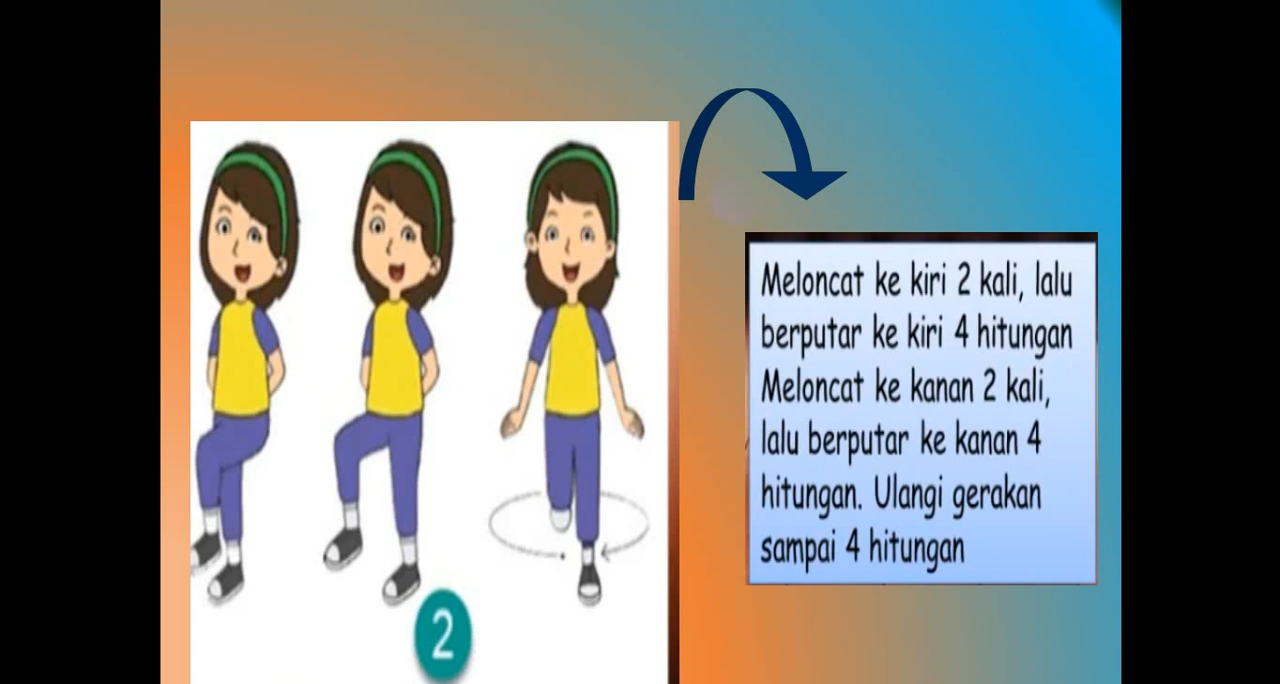 Meloncat ke kiri 2 kali, lalu
berputar ke kiri 4 hitungan
Meloncat ke kanan 2 kali,
lalu berputar ke kanan 4
hitungan. Ulangi gerakan
sampai 4 hitungan
2